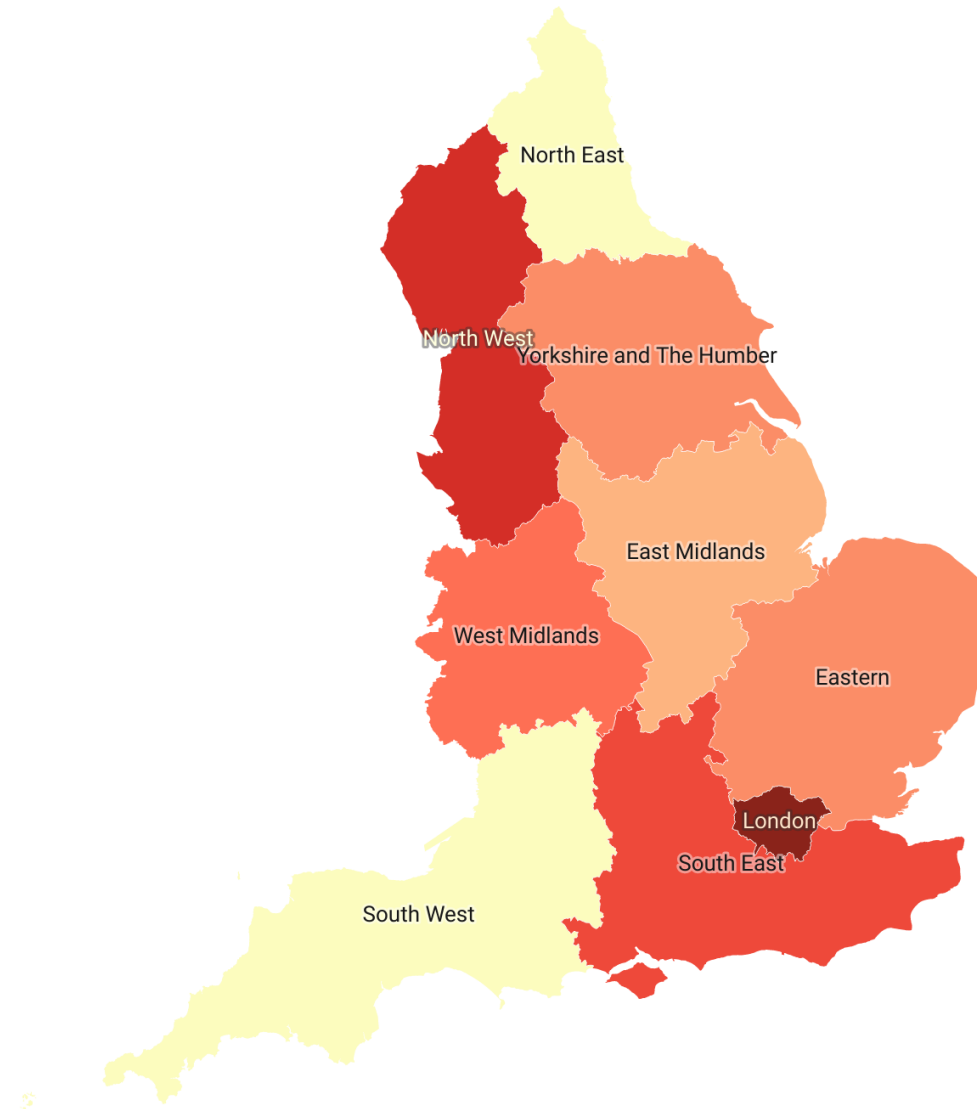 North East
North West
Yorkshire and The Humber
East Midlands
West Midlands
Eastern
London
South East
South West